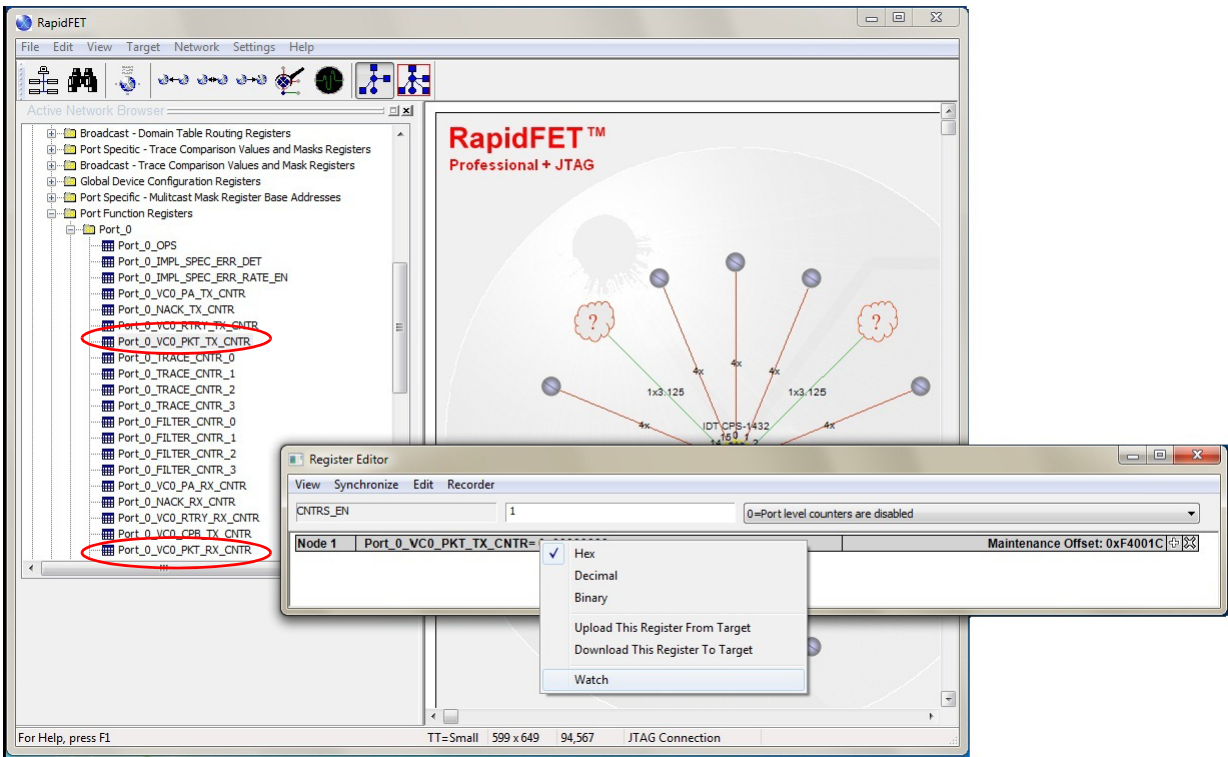 RapidFET
File Edit View Target Network Settings Help
Active Network Browser
Broadcast - Domain Table Routing Registers
Port Specitic - Trace Comparison Values and Masks Registers
Broadcast - Trace Comparison Values and Mask Registers
Global Device Configuration Registers
Port Specific - Mulitcast Mask Register Base Addresses
Port Function Registers
Port_0
Port_0_OPS
Port_0_IMPL_SPEC_ERR_DET
Port_0_IMPL_SPEC_ERR_RATE_EN
Port_0_VC0_PA_TX_CNTR
Port_0_NACK_TX_CNTR
Port_0_VC0_RTRY_TX_CNTR
Port_0_VC0_PKT_TX_CNTR
Port_0_TRACE_CNTR_0
Port_0_TRACE_CNTR_1
Port_0_TRACE_CNTR_2
Port_0_TRACE_CNTR_3
Port_0_FILTER_CNTR_0
Port_0_FILTER_CNTR_1
Port_0_FILTER_CNTR_2
Port_0_FILTER_CNTR_3
Port_0_VC0_PA_RX_CNTR
Port_0_NACK_RX_CNTR
Port_0_VC0_RTRY_RX_CNTR
Port_0_VC0_CPB_TX_CNTR
Port_0_VC0_PKT_RX_CNTR
RapidFET™
Professional + JTAG
? ?
4x 4x 4x
1x3.125 1x3.125
4x IDT CPS-1432 4x
Register Editor
View Synchronize Edit Recorder
CNTRS_EN 1 0=Port level counters are disabled
Node 1 Port_0_VC0_PKT_TX_CNTR= Maintenance Offset: 0xF4001C
Hex
Decimal
Binary
Upload This Register From Target
Download This Register To Target
Watch
For Help, press F1 TT=Small 599 x 649 94,567 JTAG Connection